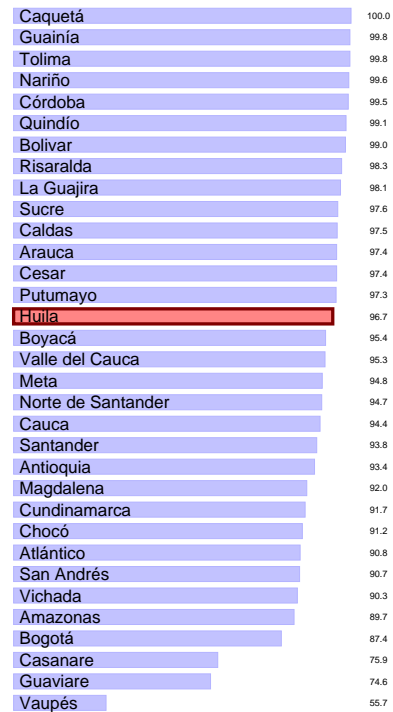 Caquetá 100.0
Guainía 99.8
Tolima 99.8
Nariño 99.6
Córdoba 99.5
Quindío 99.1
Bolivar 99.0
Risaralda 98.3
La Guajira 98.1
Sucre 97.6
Caldas 97.5
Arauca 97.4
Cesar 97.4
Putumayo 97.3
Huila 96.7
Boyacá 95.4
Valle del Cauca 95.3
Meta 94.8
Norte de Santander 94.7
Cauca 94.4
Santander 93.8
Antioquia 93.4
Magdalena 92.0
Cundinamarca 91.7
Chocó 91.2
Atlántico 90.8
San Andrés 90.7
Vichada 90.3
Amazonas 89.7
Bogotá 87.4
Casanare 75.9
Guaviare 74.6
Vaupés 55.7